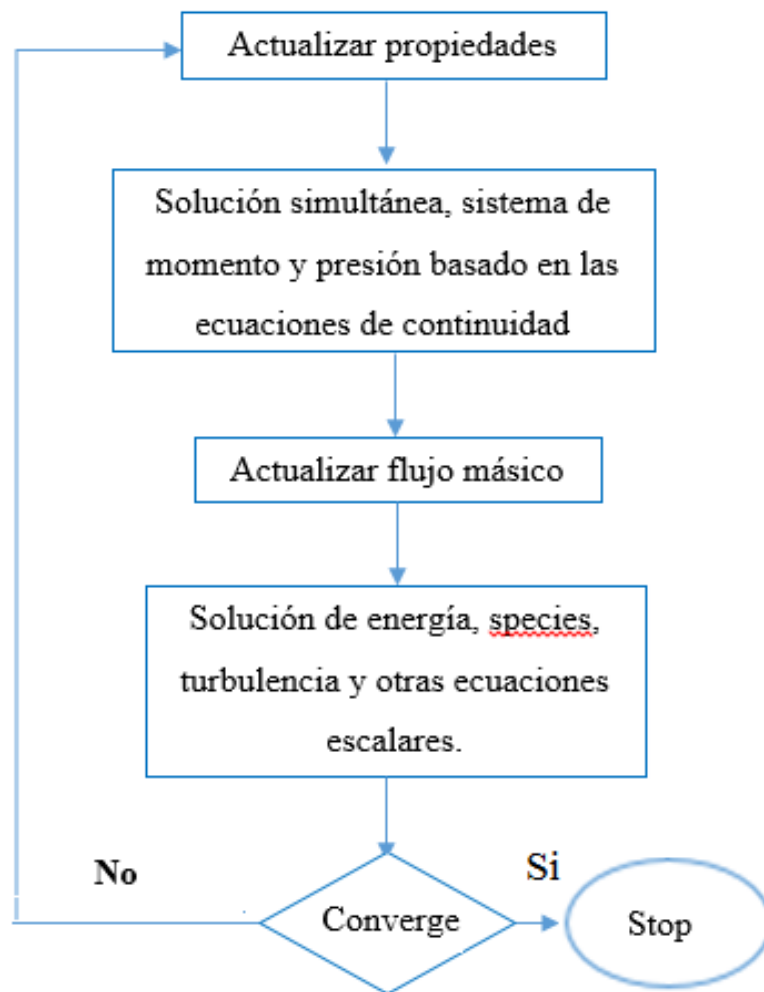 Actualizar propiedades
Solución simultánea, sistema de
momento y presión basado en las
ecuaciones de continuidad
Actualizar flujo másico
Solución de energía, species,
turbulencia y otras ecuaciones
escalares.
No
Si
Converge
Stop